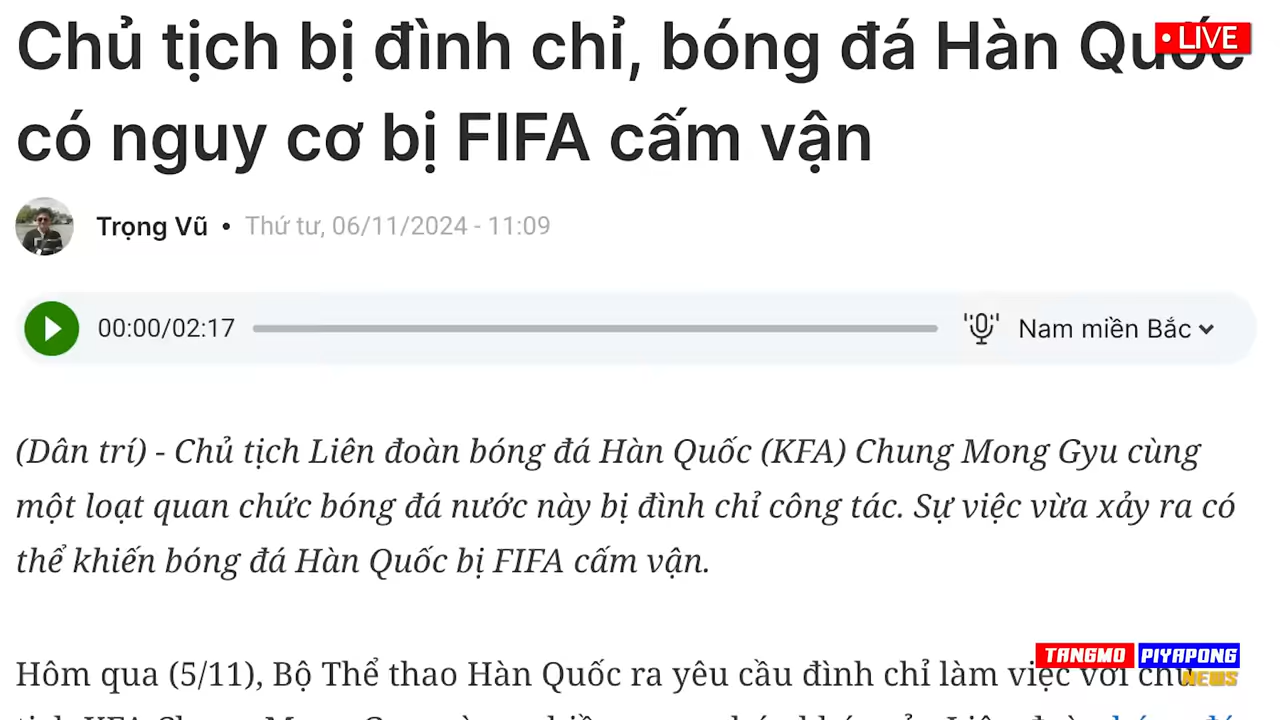 Chủ tịch bị đình chỉ, bóng đá Hàn Quốc
• LIVE
có nguy cơ bị FIFA cấm vận
Trọng Vũ • Thứ tư, 06/11/2024 - 11:09
00:00/02:17
Nam miền Bắc
(Dân trí) - Chủ tịch Liên đoàn bóng đá Hàn Quốc (KFA) Chung Mong Gyu cùng
một loạt quan chức bóng đá nước này bị đình chỉ công tác. Sự việc vừa xảy ra có
thể khiến bóng đá Hàn Quốc bị FIFA cấm vận.
Hôm qua (5/11), Bộ Thể thao Hàn Quốc ra yêu cầu đình chỉ làm việc với chủ
TANGMO PIYAPONG
NEWS